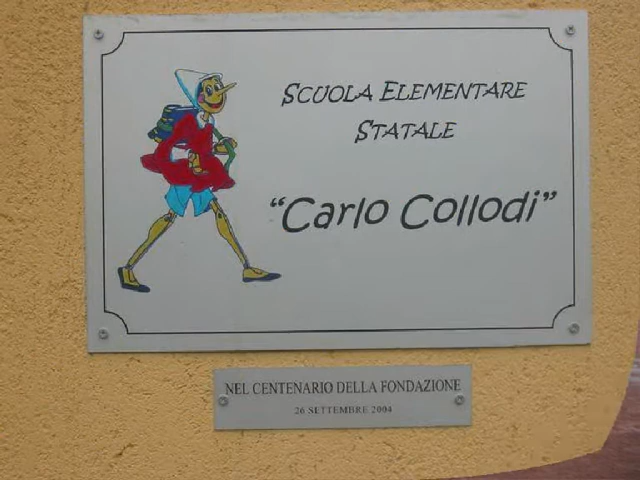 SCUOLA ELEMENTARE
STATALE
"Carlo Collodi"
NEL CENTENARIO DELLA FONDAZIONE
26 SETTEMBRE 2004